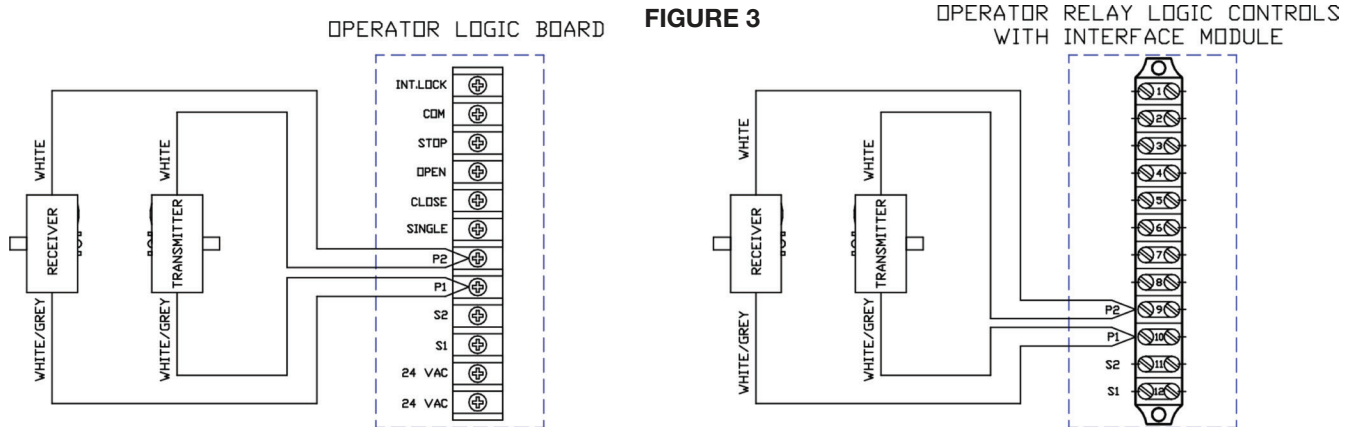 FIGURE 3
OPERATOR LOGIC BOARD
WHITE
WHITE
RECEIVER
TRANSMITTER
WHITE/GREY
WHITE/GREY
INT.LOCK
COM
STOP
OPEN
CLOSE
SINGLE
P2
P1
S2
S1
24 VAC
24 VAC
OPERATOR RELAY LOGIC CONTROLS
WITH INTERFACE MODULE
WHITE
WHITE
RECEIVER
TRANSMITTER
WHITE/GREY
WHITE/GREY
1
2
3
4
5
6
7
8
P2 9
P1 10
S2 11
S1 12